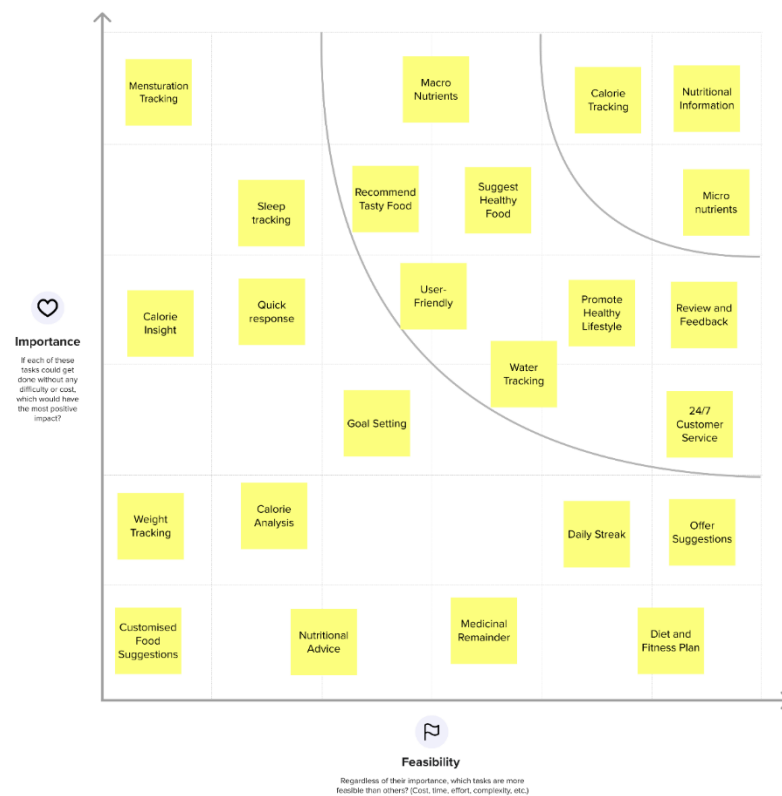 Mensturation
Tracking
Macro
Nutrients
Calorie
Tracking
Nutritional
Information
Sleep
tracking
Recommend
Tasty Food
Suggest
Healthy
Food
Micro
nutrients
Calorie
Insight
Quick
response
User-
Friendly
Promote
Healthy
Lifestyle
Review and
Feedback
Water
Tracking
Goal Setting
24/7
Customer
Service
Importance
If each of these
tasks could get
done without any
difficulty or cost,
which would have
the most positive
impact?
Weight
Tracking
Calorie
Analysis
Daily Streak
Offer
Suggestions
Customised
Food
Suggestions
Nutritional
Advice
Medicinal
Remainder
Diet and
Fitness Plan
Feasibility
Regardless of their importance, which tasks are more
feasible than others? (Cost, time, effort, complexity, etc.)